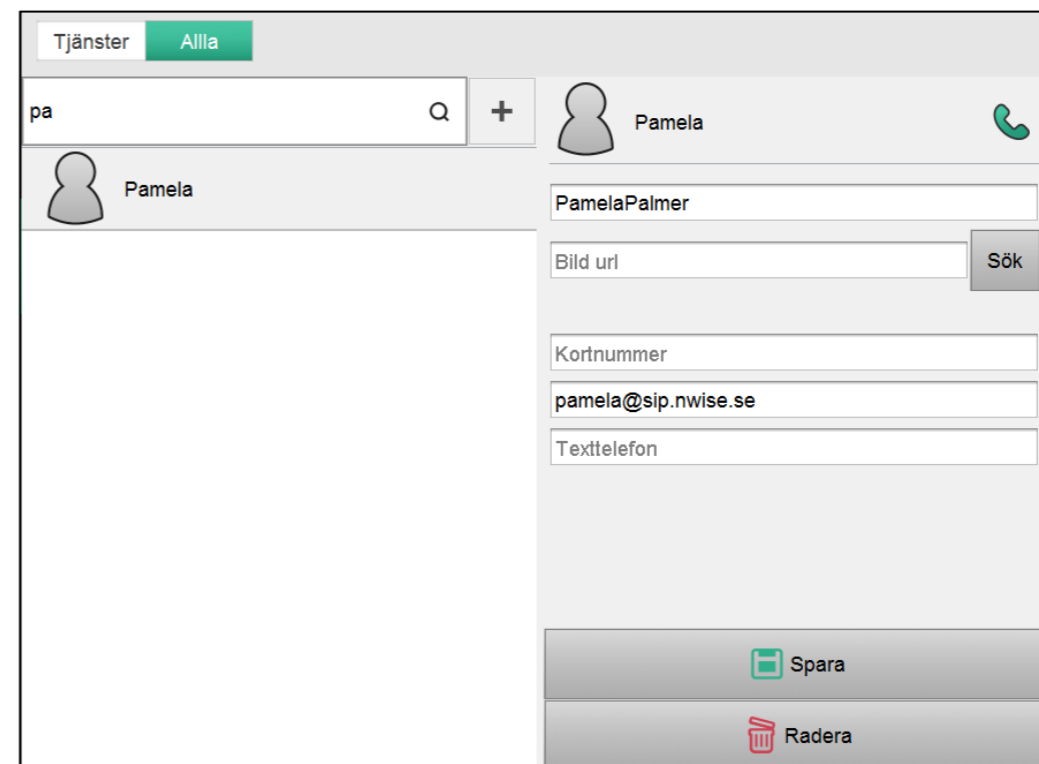 Tjänster Allla
pa
Pamela
Pamela
PamelaPalmer
Bild url Sök
Kortnummer
pamela@sip.nwise.se
Texttelefon
Spara
Radera